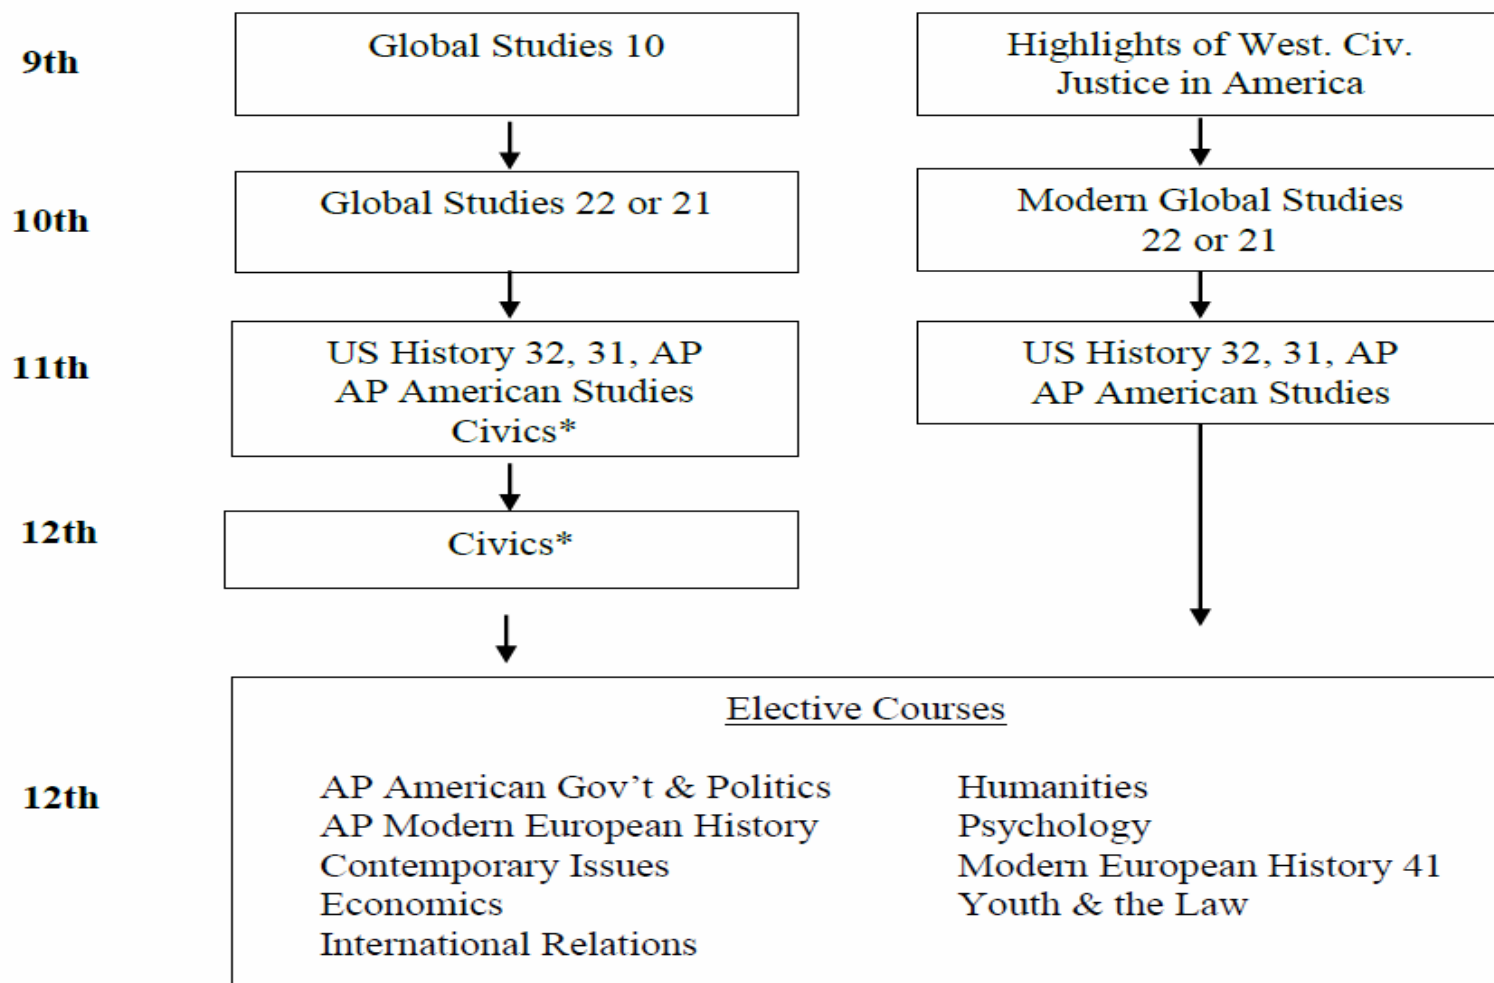 9th
Global Studies 10
Highlights of West. Civ.
Justice in America
10th
Global Studies 22 or 21
Modern Global Studies
22 or 21
11th
US History 32, 31, AP
AP American Studies
Civics*
US History 32, 31, AP
AP American Studies
12th
Civics*
12th
Elective Courses
AP American Gov’t & Politics
AP Modern European History
Contemporary Issues
Economics
International Relations
Humanities
Psychology
Modern European History 41
Youth & the Law